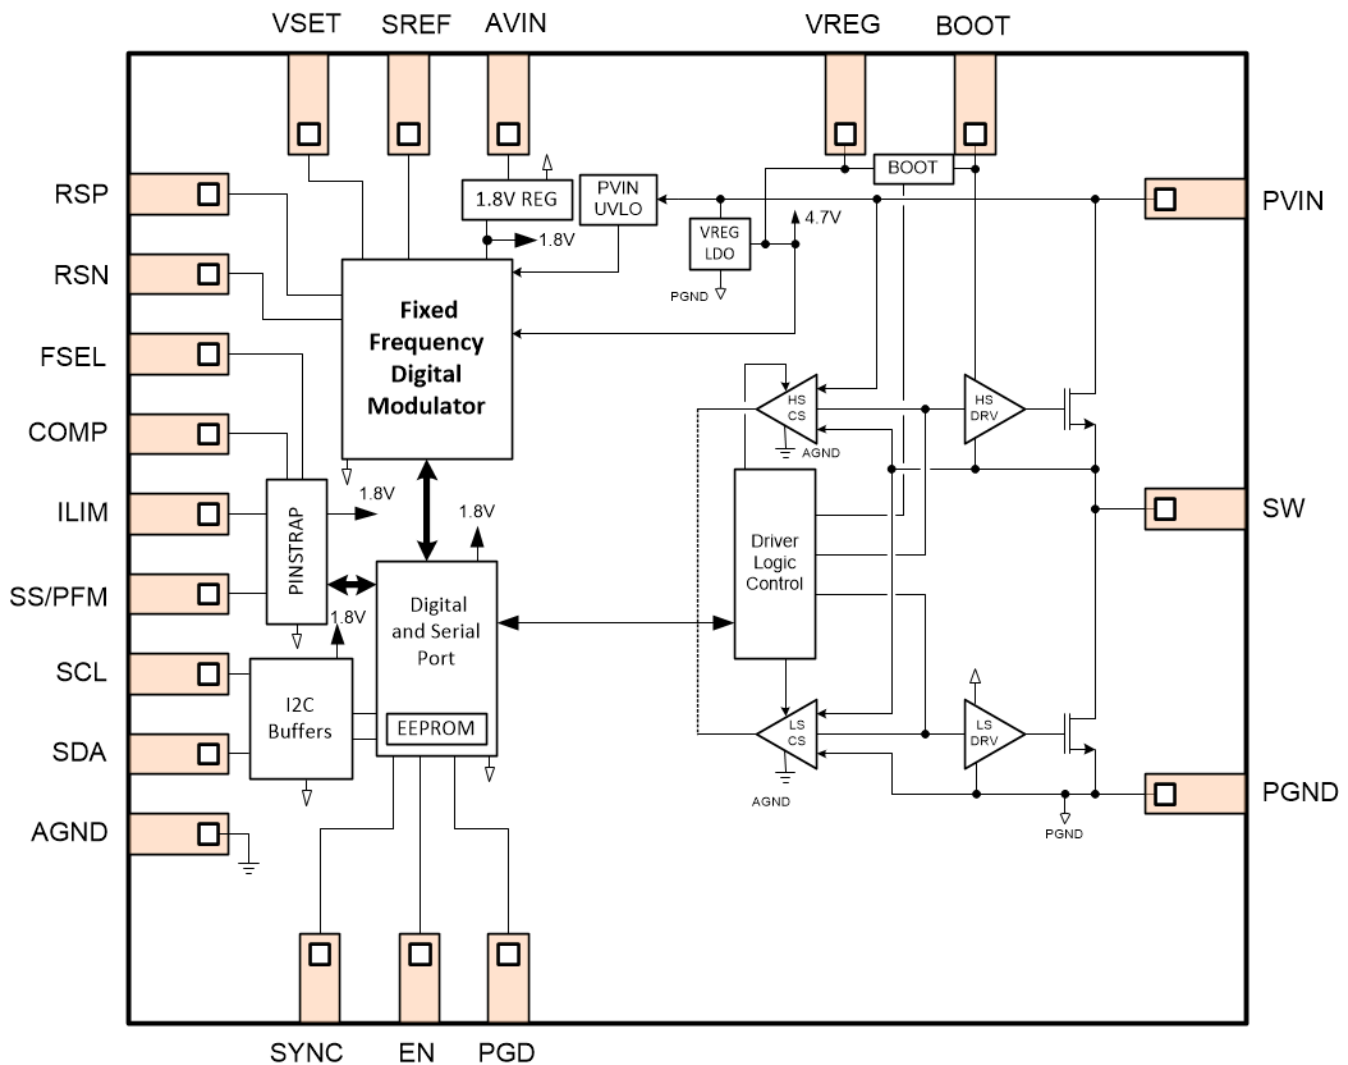 VSET
SREF
AVIN
VREG
BOOT
BOOT
RSP
1.8V REG
PVIN
UVLO
PVIN
4.7V
1.8V
VREG
LDO
RSN
PGND
Fixed
Frequency
Digital
Modulator
FSEL
HS
CS
HS
DRV
COMP
AGND
1.8V
ILIM
1.8V
SW
PINSTRAP
Driver
Logic
Control
SS/PFM
1.8V
Digital
and Serial
Port
SCL
I2C
Buffers
EEPROM
LS
CS
LS
DRV
SDA
AGND
PGND
PGND
AGND
SYNC
EN
PGD